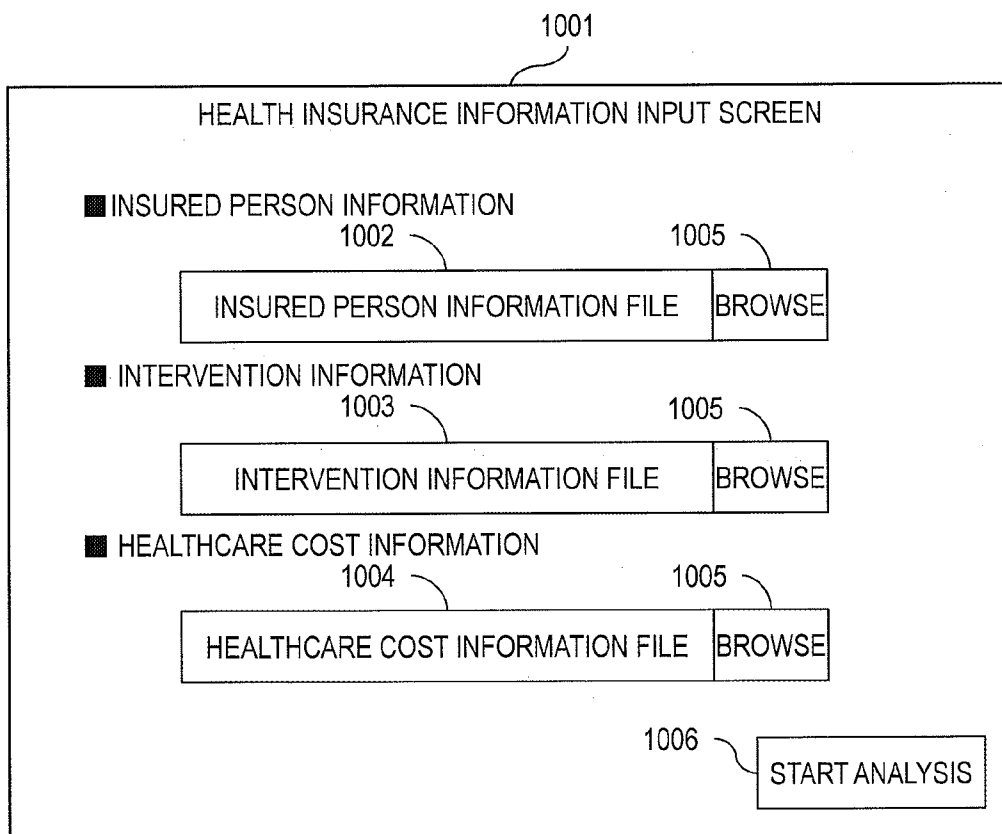 1001
HEALTH INSURANCE INFORMATION INPUT SCREEN
■ INSURED PERSON INFORMATION
1002 1005
INSURED PERSON INFORMATION FILE BROWSE
■ INTERVENTION INFORMATION
1003 1005
INTERVENTION INFORMATION FILE BROWSE
■ HEALTHCARE COST INFORMATION
1004 1005
HEALTHCARE COST INFORMATION FILE BROWSE
1006 START ANALYSIS